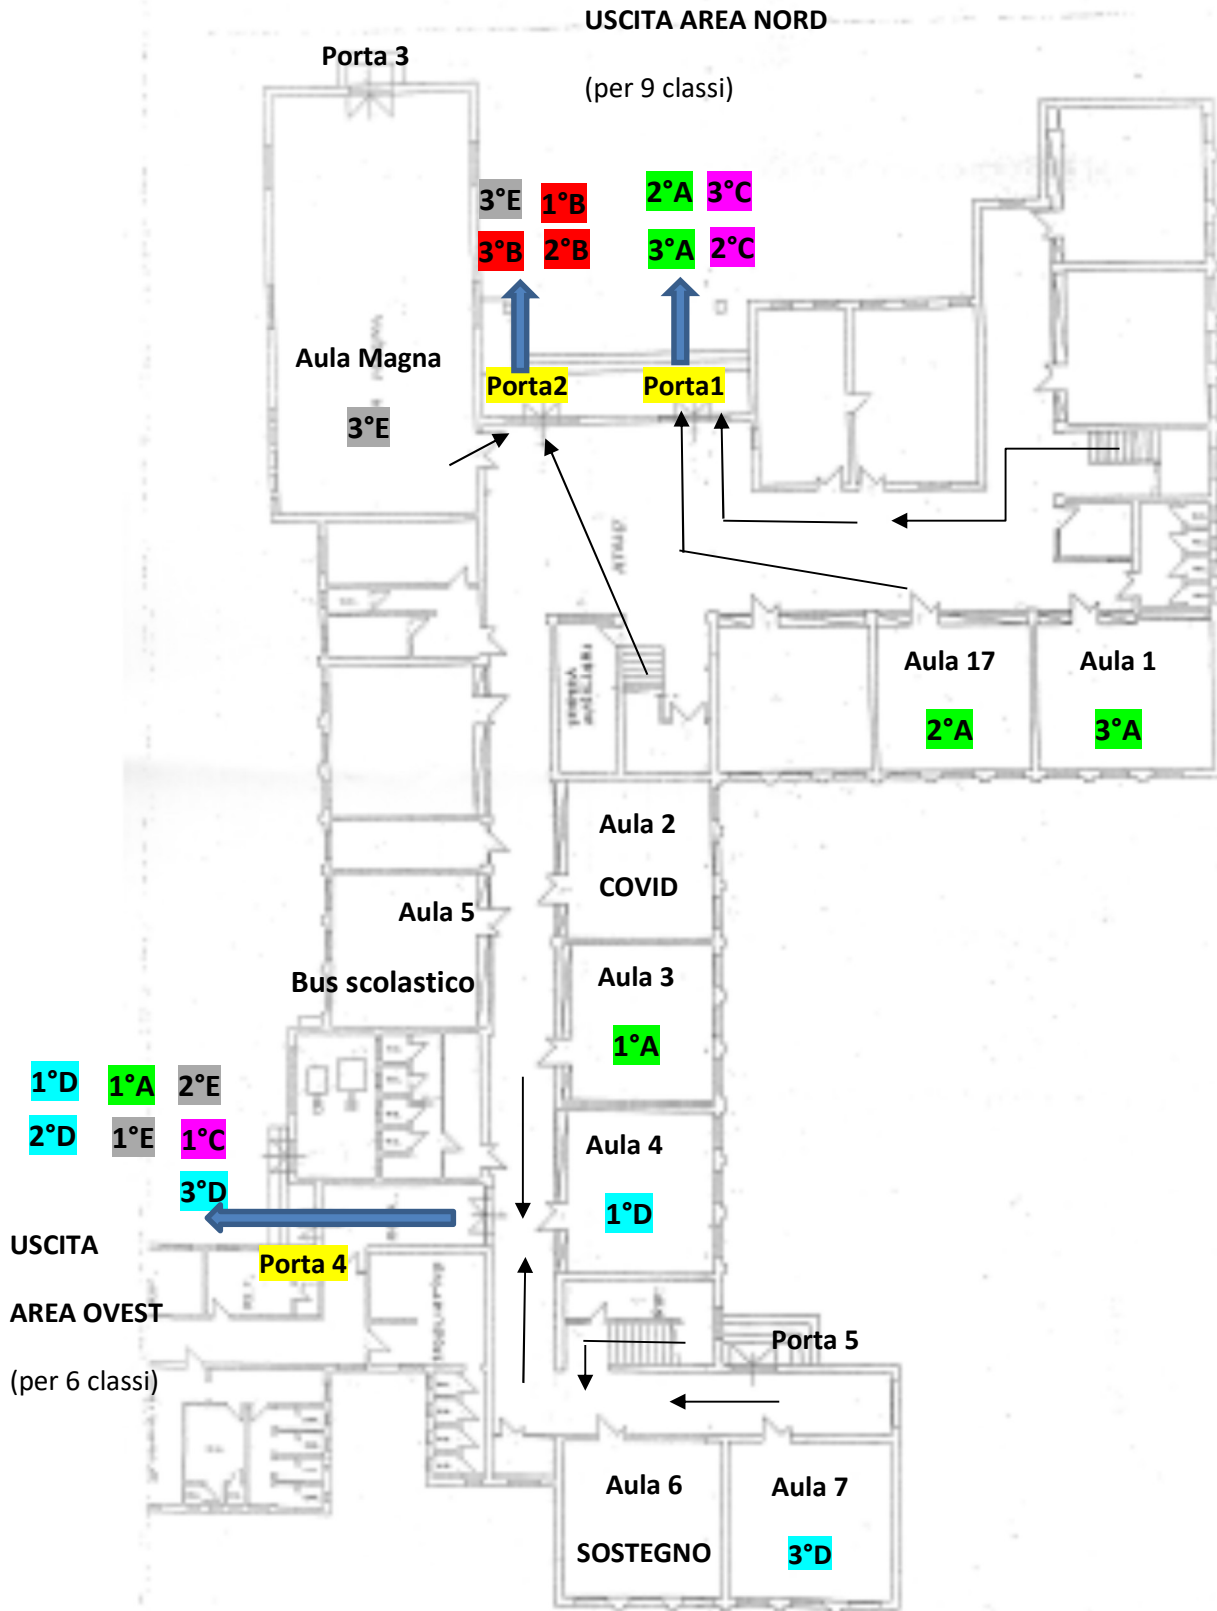 USCITA AREA NORD
Porta 3
(per 9 classi)
3°E 1°B
2°A 3°C
3°B 2°B
3°A 2°C
Aula Magna
Porta2
Porta1
3°E
Aula 17
Aula 1
2°A
3°A
Aula 2
COVID
Aula 5
Bus scolastico
Aula 3
1°A
1°D 1°A 2°E
2°D 1°E 1°C
3°D
Aula 4
1°D
USCITA
AREA OVEST
(per 6 classi)
Porta 4
Porta 5
Aula 6
SOSTEGNO
Aula 7
3°D